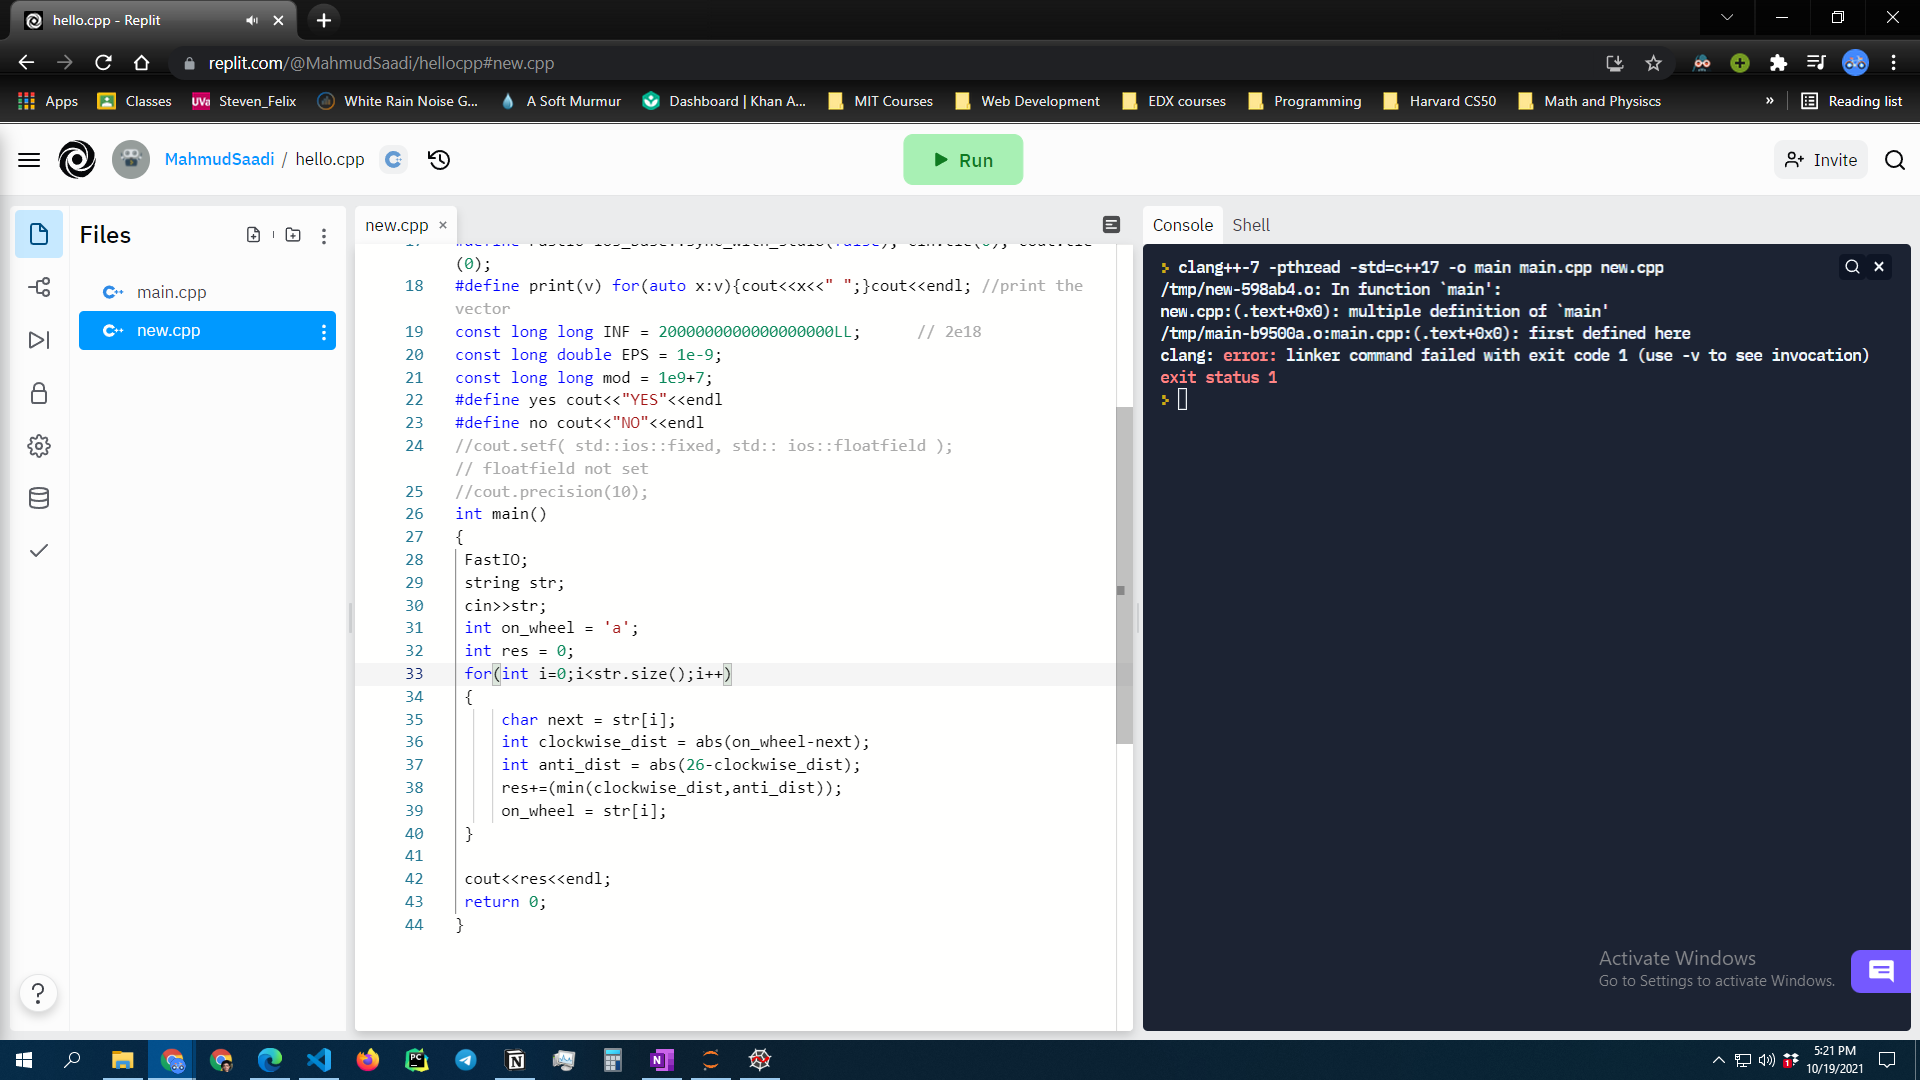 hello.cpp - Replit
replit.com/@MahmudSaadi/hellocpp#new.cpp
Apps
Classes
UVa Steven_Felix
White Rain Noise G...
A Soft Murmur
Dashboard | Khan A...
MIT Courses
Web Development
EDX courses
Programming
Harvard CS50
Math and Physiscs
»
Reading list
MahmudSaadi / hello.cpp
Run
Invite
Files
main.cpp
new.cpp
new.cpp ×
(0);
18 #define print(v) for(auto x:v){cout<<x<<" ";}cout<<endl; //print the
vector
19 const long long INF = 2000000000000000000LL; // 2e18
20 const long double EPS = 1e-9;
21 const long long mod = 1e9+7;
22 #define yes cout<<"YES"<<endl
23 #define no cout<<"NO"<<endl
24 //cout.setf( std::ios::fixed, std:: ios::floatfield );
// floatfield not set
25 //cout.precision(10);
26 int main()
27 {
28 FastIO;
29 string str;
30 cin>>str;
31 int on_wheel = 'a';
32 int res = 0;
33 for(int i=0;i<str.size();i++)
34 {
35 char next = str[i];
36 int clockwise_dist = abs(on_wheel-next);
37 int anti_dist = abs(26-clockwise_dist);
38 res+=(min(clockwise_dist,anti_dist));
39 on_wheel = str[i];
40 }
41
42 cout<<res<<endl;
43 return 0;
44 }
Console
Shell
> clang++-7 -pthread -std=c++17 -o main main.cpp new.cpp
/tmp/new-598ab4.o: In function `main':
new.cpp:(.text+0x0): multiple definition of `main'
/tmp/main-b9500a.o:main.cpp:(.text+0x0): first defined here
clang: error: linker command failed with exit code 1 (use -v to see invocation)
exit status 1
>
Activate Windows
Go to Settings to activate Windows.
?
5:21 PM
10/19/2021